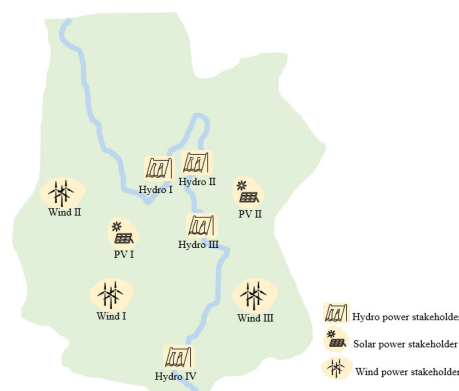 Hydro I
Hydro II
Wind II
PV II
Hydro III
PV I
Wind I
Wind III
Hydro IV
Hydro power stakeholde
Solar power stakeholder
Wind power stakeholder